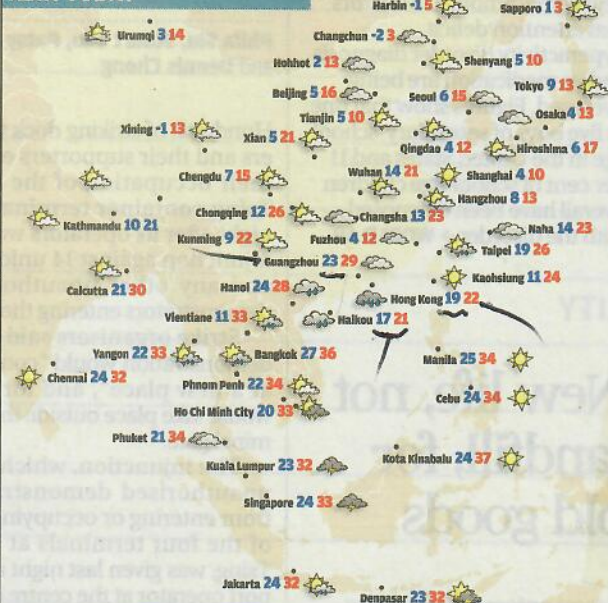 Harbin -1 5
Sapporo 1 3
Urumqi 3 14
Changchun -2 3
Hohhot 2 13
Shenyang 5 10
Tokyo 9 13
Beijing 5 16
Seoul 6 15
Tianjin 5 10
Osaka 4 13
Xining -1 13
Xian 5 21
Qingdao 4 12
Hiroshima 6 17
Wuhan 14 21
Chengdu 7 15
Shanghai 4 10
Hangzhou 8 13
Chongqing 12 26
Changsha 13 23
Kathmandu 10 21
Naha 14 23
Kunming 9 22
Fuzhou 4 12
Taipei 19 26
Guangzhou 23 29
Calcutta 21 30
Hanoi 24 28
Kaohsiung 11 24
Hong Kong 19 22
Vientiane 11 33
Haikou 17 21
Yangon 22 33
Bangkok 27 36
Manila 25 34
Chennai 24 32
Phnom Penh 22 34
Cebu 24 34
Ho Chi Minh City 20 33
Phuket 21 34
Kuala Lumpur 23 32
Kota Kinabalu 24 37
Singapore 24 33
Jakarta 24 32
Denpasar 23 32